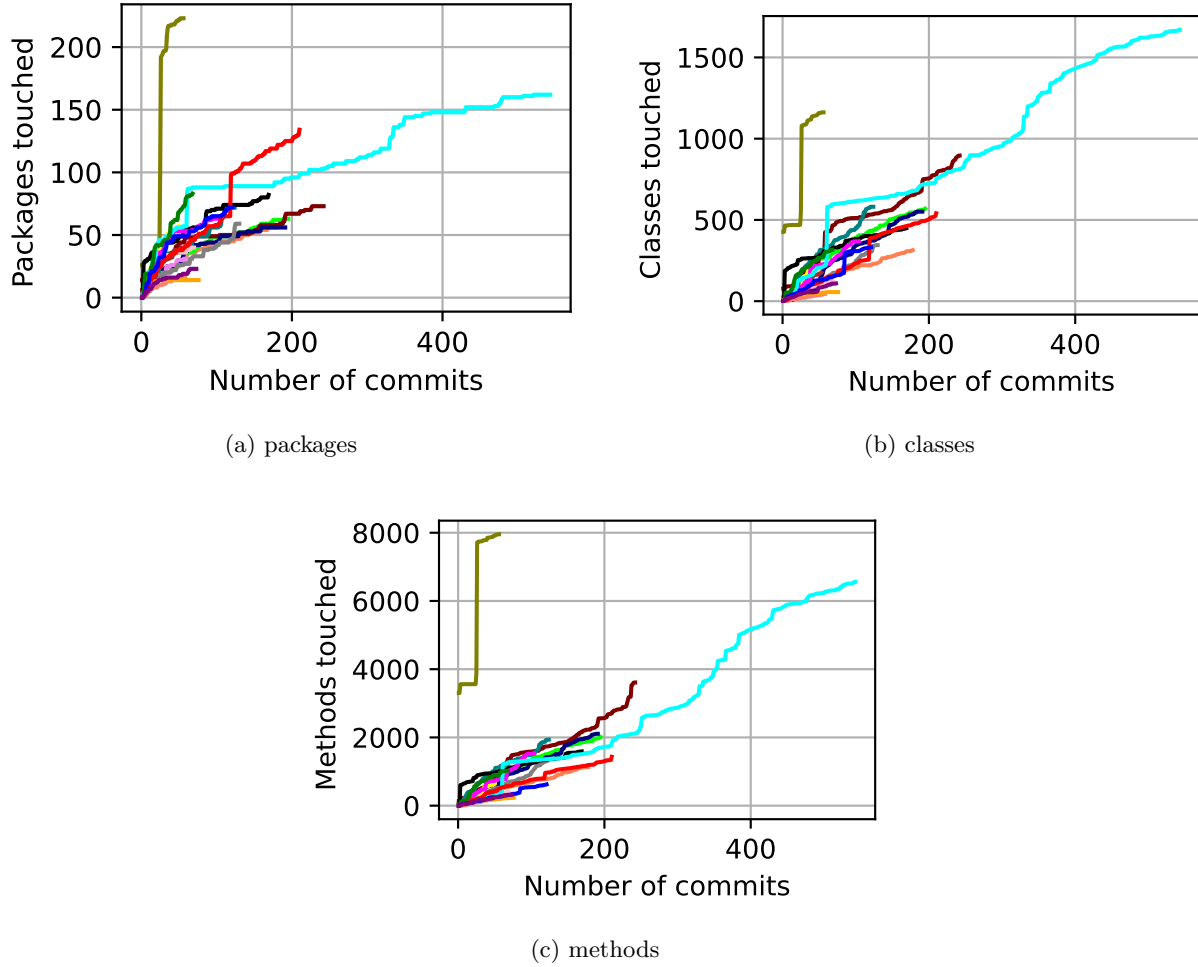 200
150
100
50
0
Packages touched
0
200
400
Number of commits
(a) packages
1500
1000
500
0
Classes touched
0
200
400
Number of commits
(b) classes
8000
6000
4000
2000
0
Methods touched
0
200
400
Number of commits
(c) methods